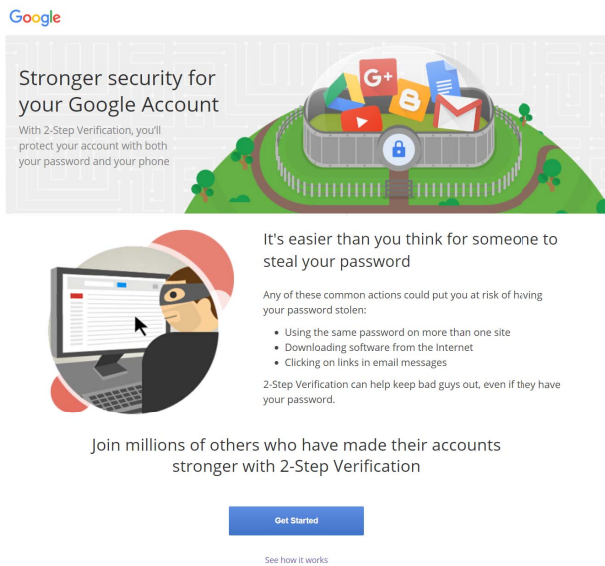 Google
Stronger security for
your Google Account
With 2-Step Verification, you'll
protect your account with both
your password and your phone
G+
It's easier than you think for someone to
steal your password
Any of these common actions could put you at risk of having
your password stolen:
• Using the same password on more than one site
• Downloading software from the Internet
• Clicking on links in email messages
2-Step Verification can help keep bad guys out, even if they have
your password.
Join millions of others who have made their accounts
stronger with 2-Step Verification
Get Started
See how it works